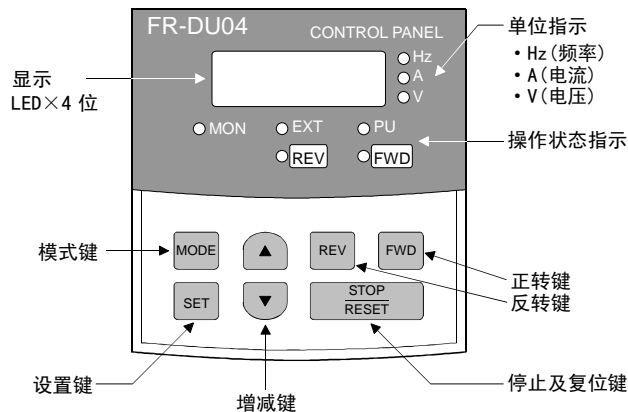 FR-DU04
CONTROL PANEL
Hz
A
V
MON
EXT
PU
REV
FWD
显示
LED×4 位
单位指示
·Hz(频率)
·A(电流)
·V(电压)
操作状态指示
模式键
MODE
▲
REV
FWD
SET
▼
STOP
RESET
正转键
反转键
设置键
增减键
停止及复位键